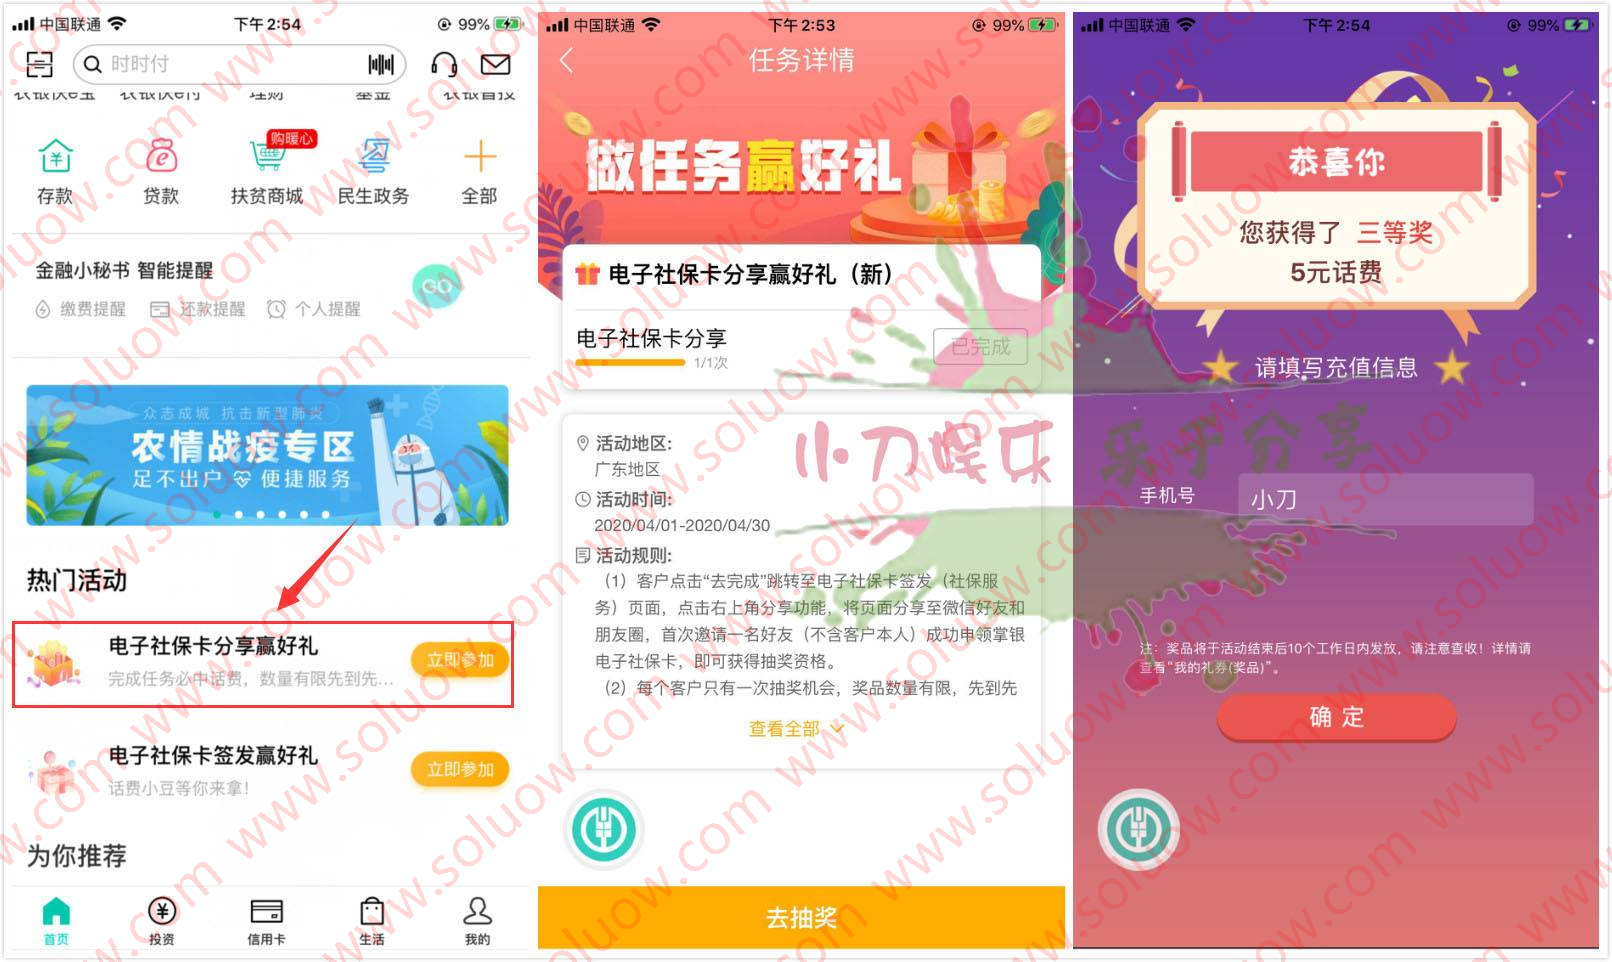 中国联通
下午2:54
99%
时时付
存款
贷款
购暖心
扶贫商城
民生政务
全部
金融小秘书 智能提醒
GO
缴费提醒
还款提醒
个人提醒
众志成城 抗击新型肺炎
农情战疫专区
足不出户 便捷服务
热门活动
电子社保卡分享赢好礼
完成任务必中话费，数量有限先到先...
立即参加
电子社保卡签发赢好礼
话费小豆等你来拿！
立即参加
为你推荐
首页
投资
信用卡
生活
我的
中国联通
下午2:53
99%
任务详情
做任务赢好礼
电子社保卡分享赢好礼（新）
电子社保卡分享
1/1次
已完成
活动地区:
广东地区
活动时间:
2020/04/01-2020/04/30
活动规则:
（1）客户点击“去完成”跳转至电子社保卡签发（社保服
务）页面，点击右上角分享功能，将页面分享至微信好友和
朋友圈，首次邀请一名好友（不含客户本人）成功申领掌银
电子社保卡，即可获得抽奖资格。
（2）每个客户只有一次抽奖机会，奖品数量有限，先到先
查看全部
去抽奖
小刀娱乐
乐于分享
中国联通
下午2:54
99%
恭喜你
您获得了 三等奖
5元话费
请填写充值信息
手机号
小刀
注：奖品将于活动结束后10个工作日内发放，请注意查收！详情请
查看“我的礼券(奖品)”。
确 定
www.soluow.com